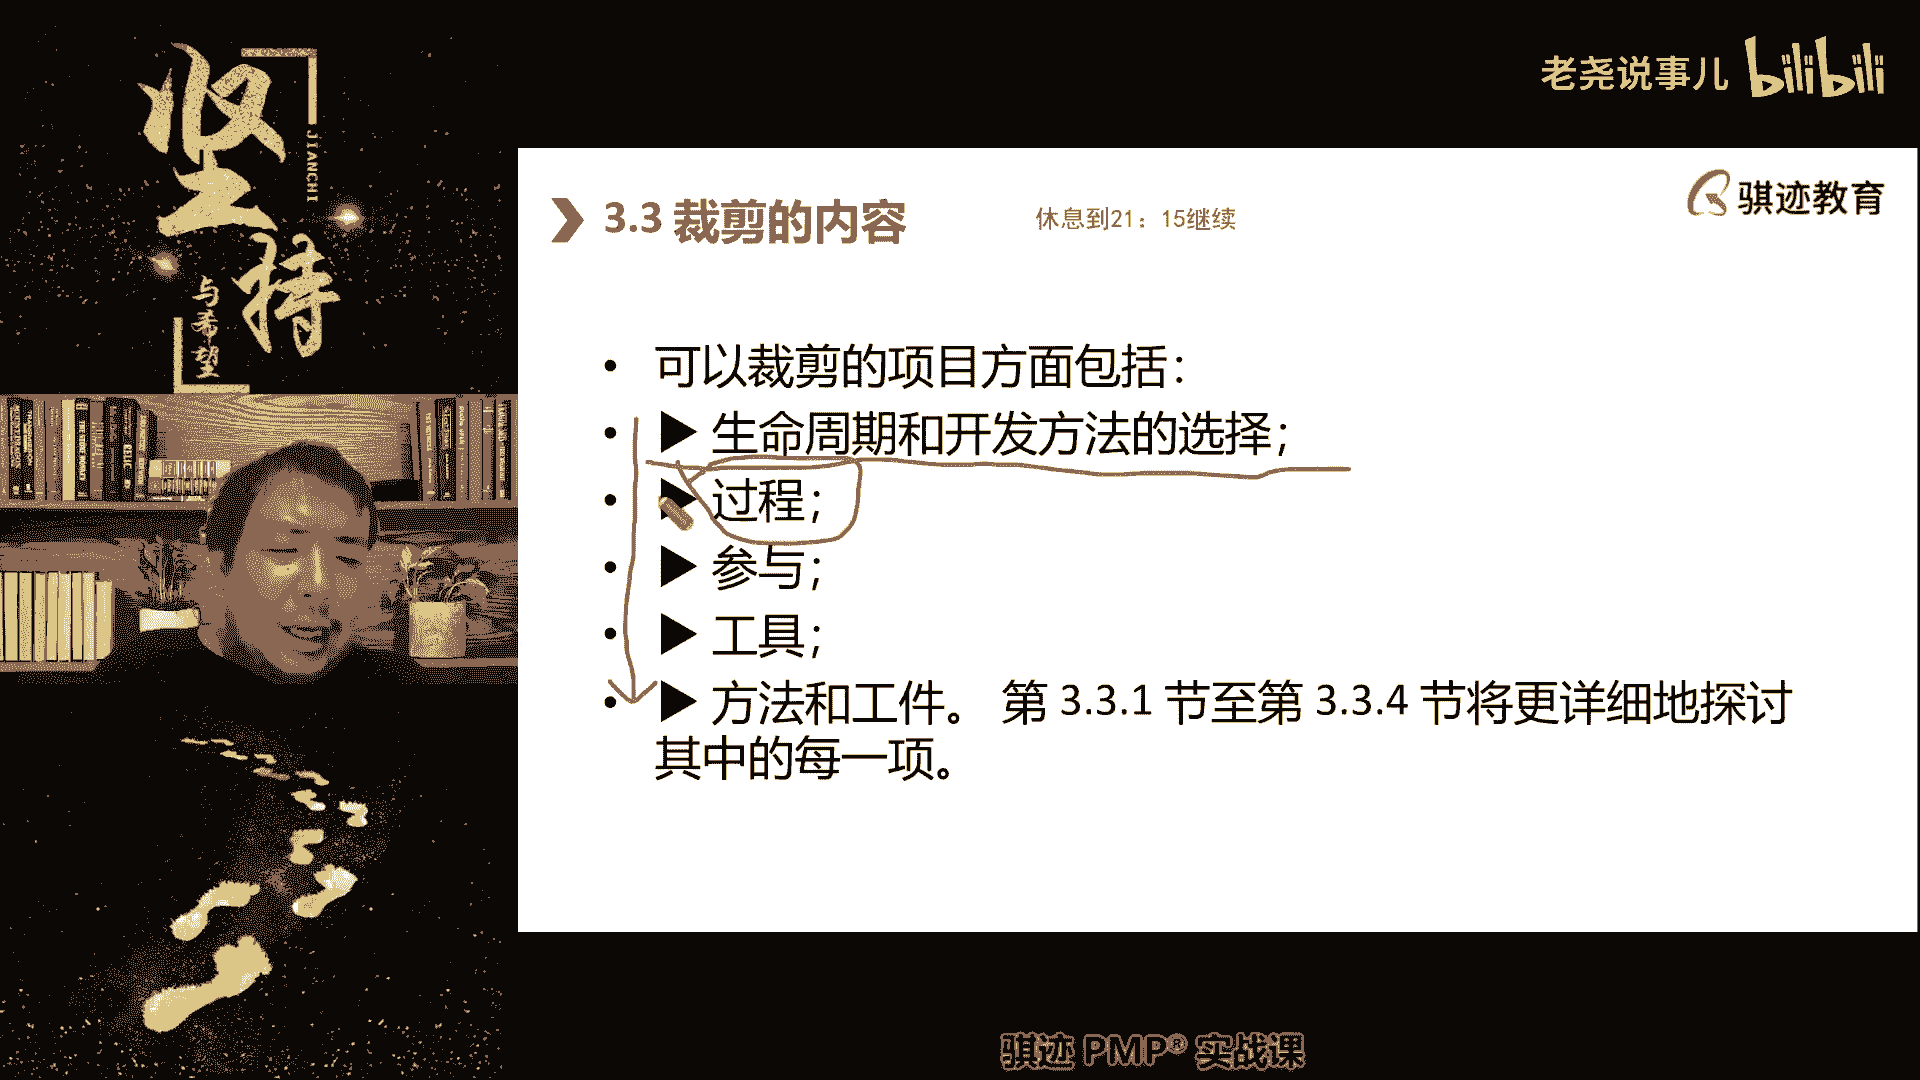 坚持
JIANCHI
与希望
老尧说事儿 bilibili
骐迹教育
3.3 裁剪的内容
休息到21：15继续
• 可以裁剪的项目方面包括：
• ▶ 生命周期和开发方法的选择；
• ▶ 过程；
• ▶ 参与；
• ▶ 工具；
• ▶ 方法和工件。 第 3.3.1 节至第 3.3.4 节将更详细地探讨
其中的每一项。
骐迹 PMP® 实战课